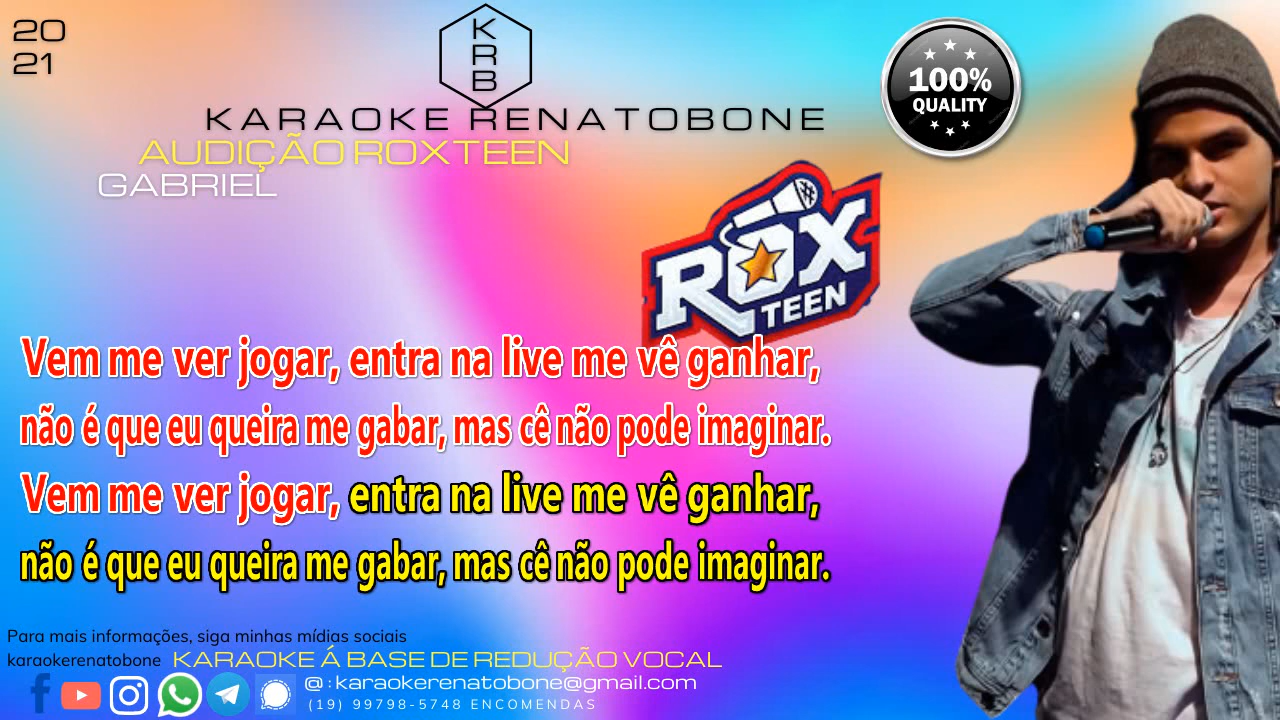 20
21
K
R
B
KARAOKE RENATOBONE
AUDIÇÃO ROXTEEN
GABRIEL
100%
QUALITY
ROX
TEEN
Vem me ver jogar, entra na live me vê ganhar,
não é que eu queira me gabar, mas cê não pode imaginar.
Vem me ver jogar, entra na live me vê ganhar,
não é que eu queira me gabar, mas cê não pode imaginar.
Para mais informações, siga minhas mídias sociais
karaokerenatobone KARAOKE Á BASE DE REDUÇÃO VOCAL
@ : karaokerenatobone@gmail.com
(19) 99798-5748 ENCOMENDAS